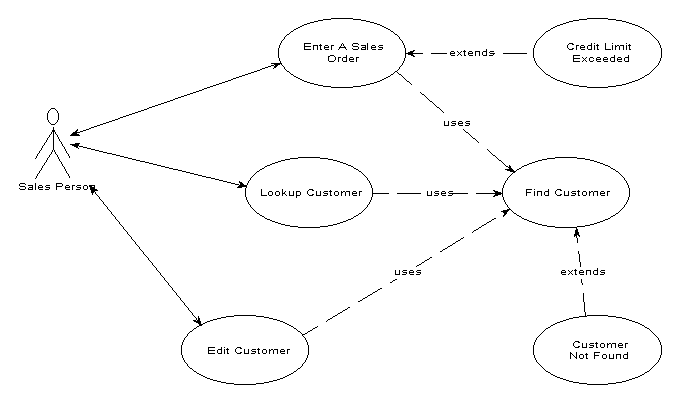 Enter A Sales
Order
extends
Credit Limit
Exceeded
uses
Sales Person
Lookup Customer
uses
Find Customer
uses
extends
Edit Customer
Customer
Not Found